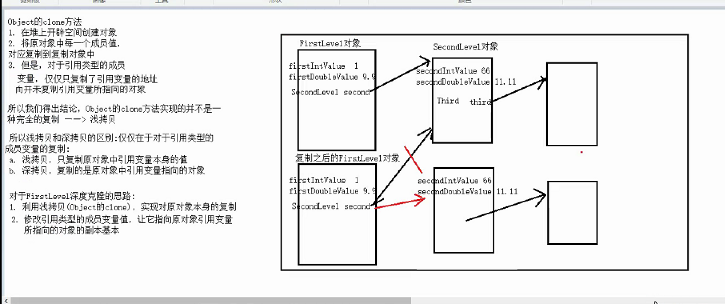 Object的clone方法
1. 在堆上开辟空间创建对象
2. 将原对象中每一个成员值,
对应复制到复制对象中
3. 但是, 对于引用类型的成员
变量, 仅仅只复制了引用变量的地址
而并未复制引用变量所指向的对象
所以我们得出结论, Object的clone方法实现的并不是一
种完全的复制 ——> 浅拷贝
所以浅拷贝和深拷贝的区别:仅仅在于对于引用类型的
成员变量的复制:
a. 浅拷贝, 只复制原对象中引用变量本身的值
b. 深拷贝, 复制的是原对象中引用变量指向的对象
对于FirstLevel深度克隆的思路:
1. 利用浅拷贝(Object的clone), 实现对原对象本身的复制
2. 修改引用类型的成员变量值, 让它指向原对象引用变量
所指向的对象的副本基本
FirstLevel对象
firstIntValue 1
firstDoubleValue 9.9
SecondLevel second
SecondLevel对象
secondIntValue 66
secondDoubleValue 11.11
Third third
复制之后的FirstLevel对象
firstIntValue 1
firstDoubleValue 9.9
SecondLevel second
secondIntValue 66
secondDoubleValue 11.11